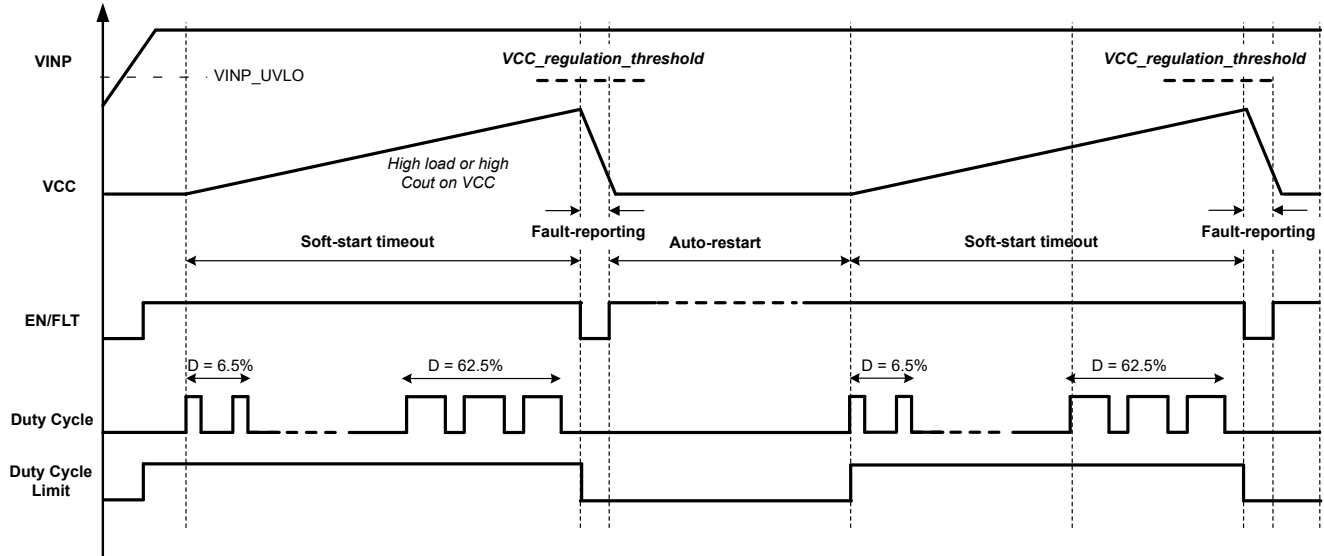 VINP
VINP_UVLO
VCC_regulation_threshold
VCC_regulation_threshold
VCC
High load or high
Cout on VCC
Soft-start timeout
Fault-reporting
Auto-restart
Soft-start timeout
Fault-reporting
EN/FLT
D = 6.5%
D = 62.5%
D = 6.5%
D = 62.5%
Duty Cycle
Duty Cycle
Limit